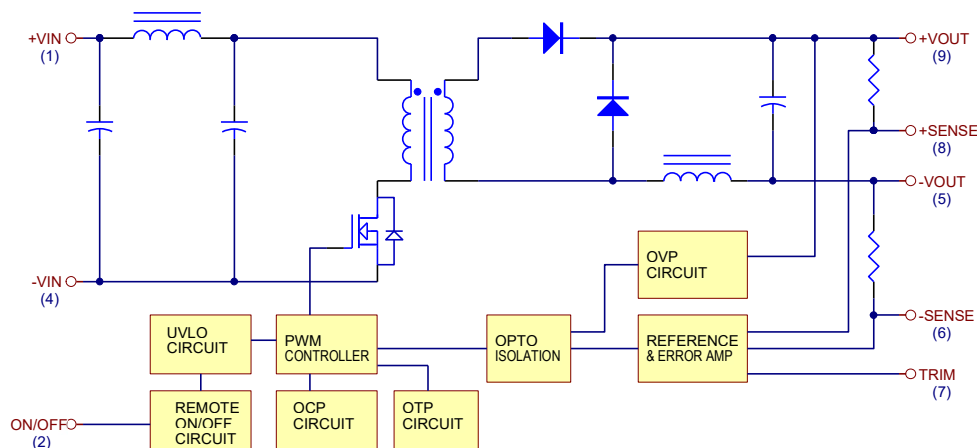 +VIN
(1)
+VOUT
(9)
+SENSE
(8)
-VOUT
(5)
OVP
CIRCUIT
-VIN
(4)
-SENSE
(6)
UVLO
CIRCUIT
PWM
CONTROLLER
OPTO
ISOLATION
REFERENCE
& ERROR AMP
TRIM
(7)
ON/OFF
(2)
REMOTE
ON/OFF
CIRCUIT
OCP
CIRCUIT
OTP
CIRCUIT